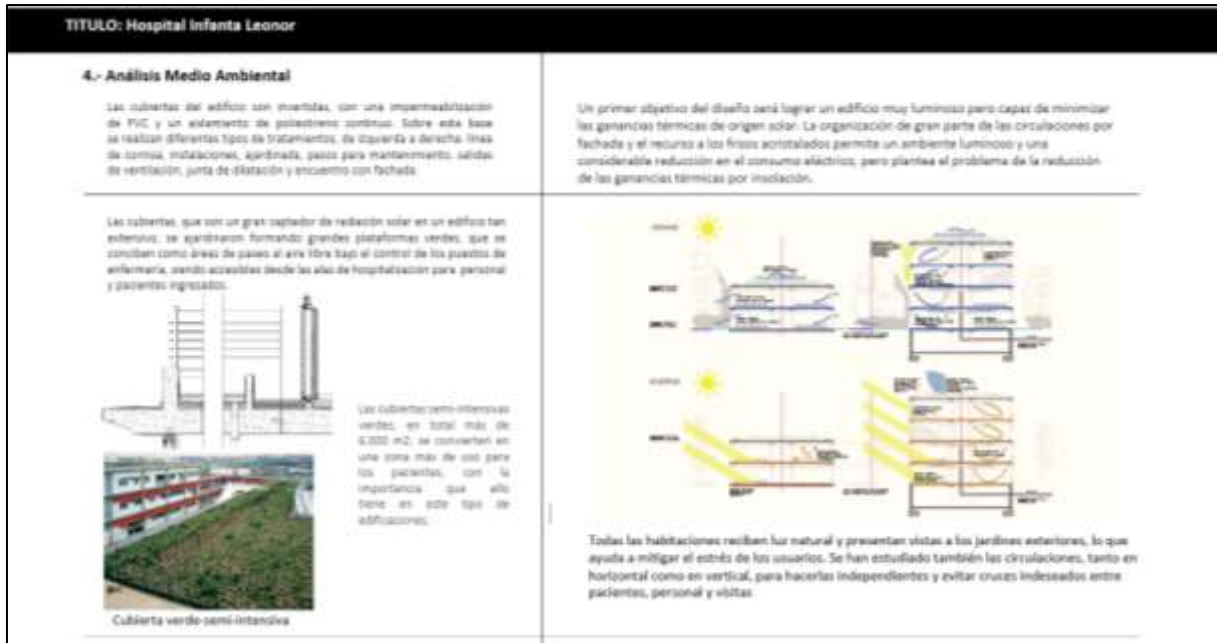 TITULO: Hospital Infanta Leonor
4.- Análisis Medio Ambiental
Las cubiertas del edificio son invertidas, con una impermeabilización
de PVC y un aislamiento de poliestireno continuo. Sobre esta base
se realizan diferentes tipos de tratamientos, de izquierda a derecha: línea
de cornisa, instalaciones, ajardinada, pasos para mantenimiento, salidas
de ventilación, junta de dilatación y encuentro con fachada.
Un primer objetivo del diseño será lograr un edificio muy luminoso pero capaz de minimizar
las ganancias térmicas de origen solar. La organización de gran parte de las circulaciones por
fachada y el recurso a los frisos acristalados permite un ambiente luminoso y una
considerable reducción en el consumo eléctrico, pero plantea el problema de la reducción
de las ganancias térmicas por insolación.
Las cubiertas, que son un gran captador de radiación solar en un edificio tan
extensivo, se ajardinaron formando grandes plataformas verdes, que se
conciben como áreas de paseo al aire libre bajo el control de los puestos de
enfermería, siendo accesibles desde las alas de hospitalización para personal
y pacientes ingresados.
Las cubiertas semi-intensivas
verdes, en total más de
6.000 m2, se convierten en
una zona más de uso para
los pacientes, con la
importancia que ello
tiene en este tipo de
edificaciones.
Cubierta verde semi-intensiva
Todas las habitaciones reciben luz natural y presentan vistas a los jardines exteriores, lo que
ayuda a mitigar el estrés de los usuarios. Se han estudiado también las circulaciones, tanto en
horizontal como en vertical, para hacerlas independientes y evitar cruces indeseados entre
pacientes, personal y visitas